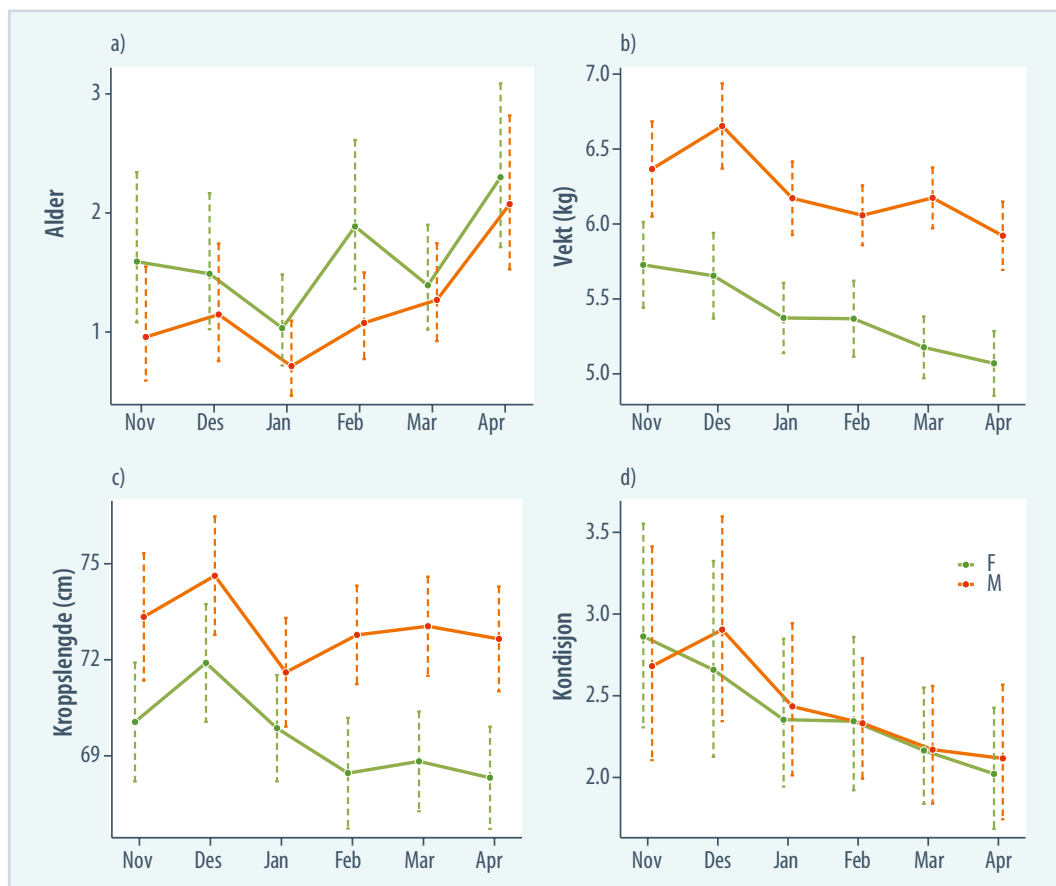 a)
Alder
3
2
1
Nov Des Jan Feb Mar Apr
b)
Vekt (kg)
7.0
6.5
6.0
5.5
5.0
Nov Des Jan Feb Mar Apr
c)
Kroppslengde (cm)
75
72
69
Nov Des Jan Feb Mar Apr
d)
Kondisjon
3.5
3.0
2.5
2.0
F
M
Nov Des Jan Feb Mar Apr